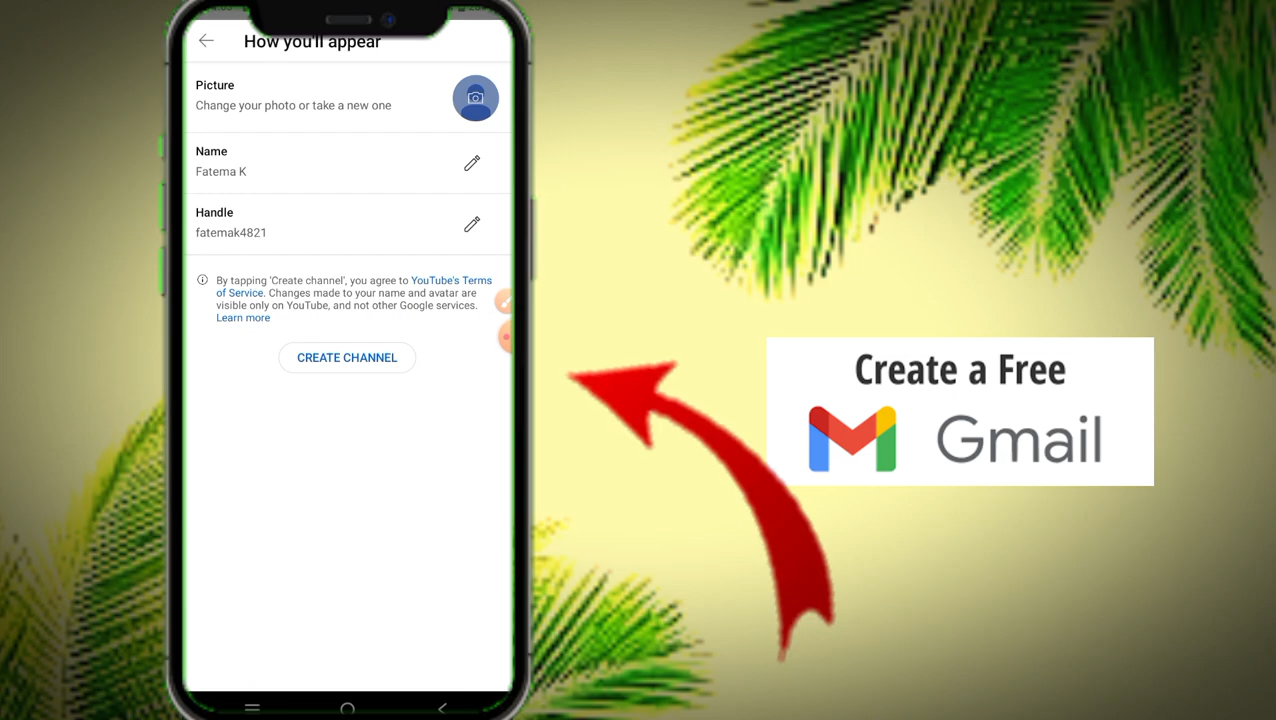 How you'll appear
Picture
Change your photo or take a new one
Name
Fatema K
Handle
fatemak4821
By tapping 'Create channel', you agree to YouTube's Terms
of Service. Changes made to your name and avatar are
visible only on YouTube, and not other Google services.
Learn more
CREATE CHANNEL
Create a Free
Gmail